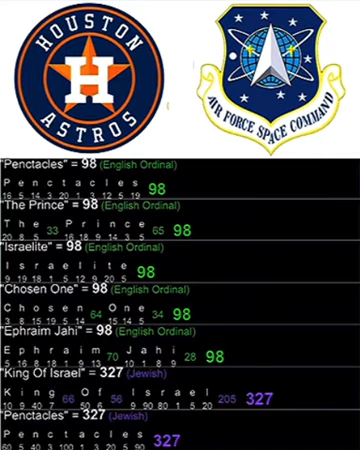 HOUSTON
ASTROS
H
AIR FORCE SPACE COMMAND
"Penctacles" = 98 (English Ordinal)
P e n c t a c l e s 98
16 5 14 3 20 1 3 12 5 19
"The Prince" = 98 (English Ordinal)
T h e 33 P r i n c e 65 98
20 8 5 16 18 9 14 3 5
"Israelite" = 98 (English Ordinal)
I s r a e l i t e 98
9 19 18 1 5 12 9 20 5
"Chosen One" = 98 (English Ordinal)
C h o s e n 64 O n e 34 98
3 8 15 19 5 14 15 14 5
"Ephraim Jahi" = 98 (English Ordinal)
E p h r a i m 70 J a h i 28 98
5 16 8 18 1 9 13 10 1 8 9
"King Of Israel" = 327 (Jewish)
K i n g 66 O f 56 I s r a e l 205 327
10 9 40 7 50 6 9 90 80 1 5 20
"Penctacles" = 327 (Jewish)
P e n c t a c l e s 327
60 5 40 3 100 1 3 20 5 90